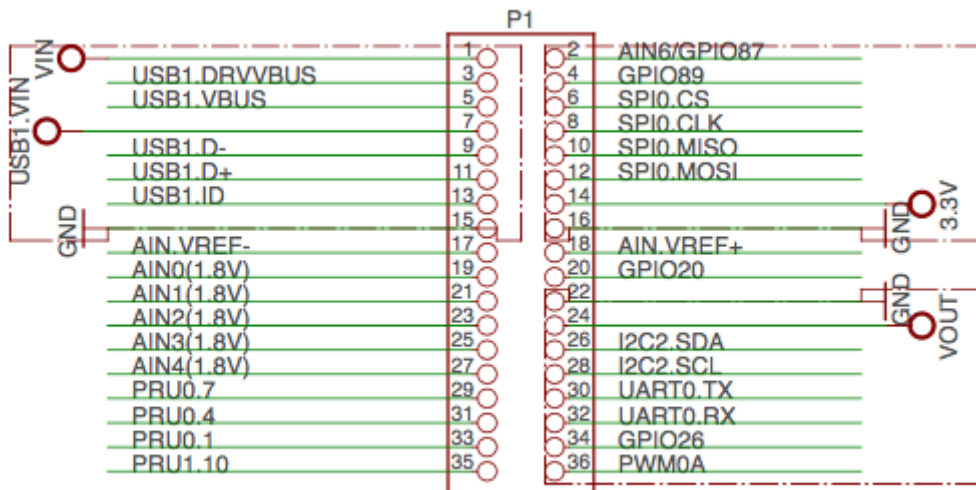 P1
VIN 1 2 AIN6/GPIO87
USB1.DRVVBUS 3 4 GPIO89
USB1.VBUS 5 6 SPI0.CS
USB1.VIN 7 8 SPI0.CLK
USB1.D- 9 10 SPI0.MISO
USB1.D+ 11 12 SPI0.MOSI
USB1.ID 13 14 3.3V
GND 15 16 GND
AIN.VREF- 17 18 AIN.VREF+
AIN0(1.8V) 19 20 GPIO20
AIN1(1.8V) 21 22 GND
AIN2(1.8V) 23 24 VOUT
AIN3(1.8V) 25 26 I2C2.SDA
AIN4(1.8V) 27 28 I2C2.SCL
PRU0.7 29 30 UART0.TX
PRU0.4 31 32 UART0.RX
PRU0.1 33 34 GPIO26
PRU1.10 35 36 PWM0A